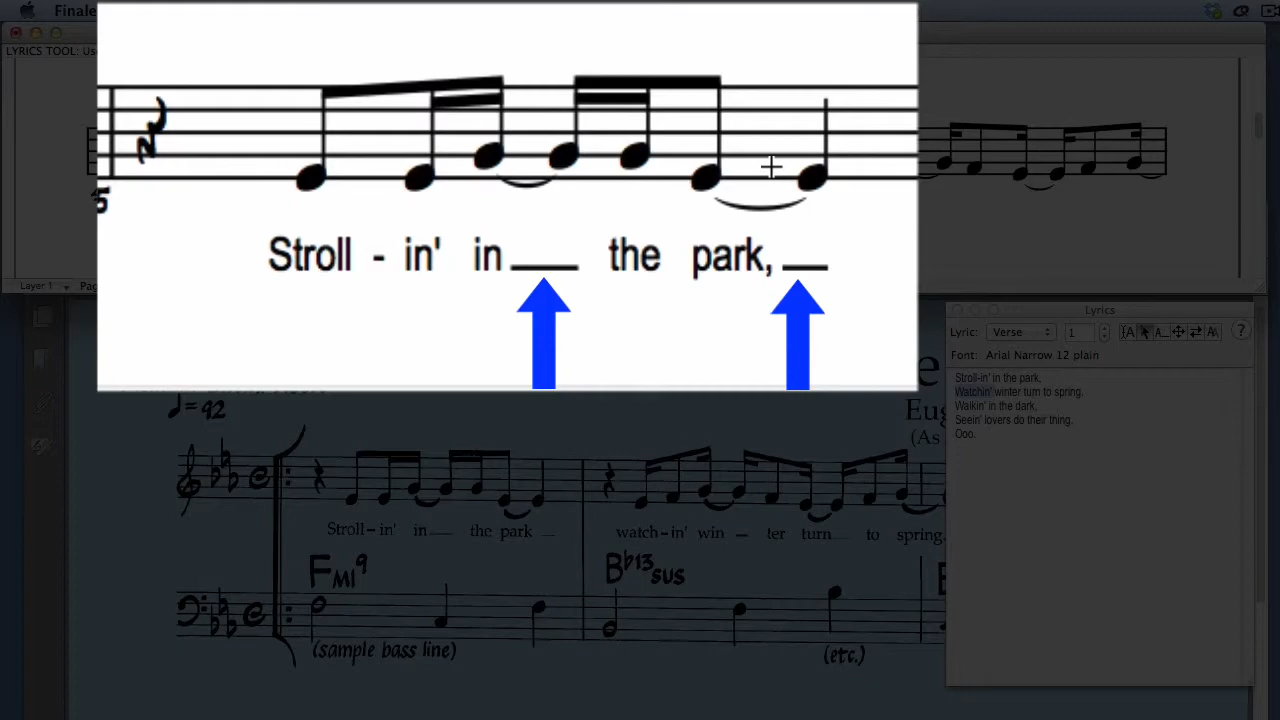 Finale
LYRICS TOOL: Us
5
Stroll - in' in the park,
Layer 1
Lyrics
Lyric: Verse 1
Font: Arial Narrow 12 plain
Stroll-in' in the park,
Watchin' winter turn to spring.
Walkin' in the dark,
Seein' lovers do their thing.
Ooo.
e
Eug
(As
♩= 92
Stroll-in' in the park watch-in' win - ter turn to spring.
FMI9 B♭13sus
(sample bass line) (etc.)